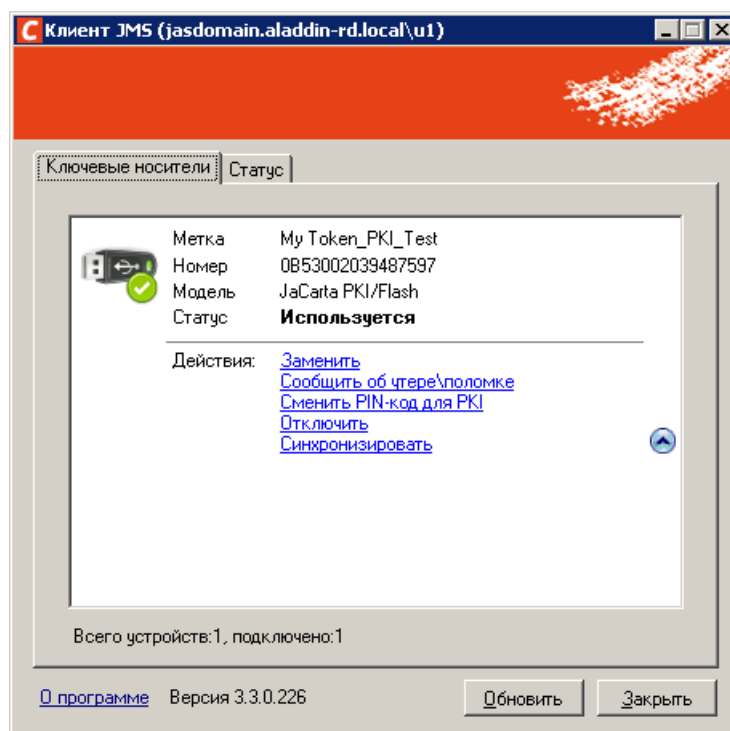 Клиент JMS (jasdomain.aladdin-rd.local\u1)
Ключевые носители Статус
Метка My Token_PKI_Test
Номер 0B53002039487597
Модель JaCarta PKI/Flash
Статус Используется
Действия: Заменить
Сообщить об утере\поломке
Сменить PIN-код для PKI
Отключить
Синхронизировать
Всего устройств:1, подключено:1
О программе Версия 3.3.0.226 Обновить Закрыть